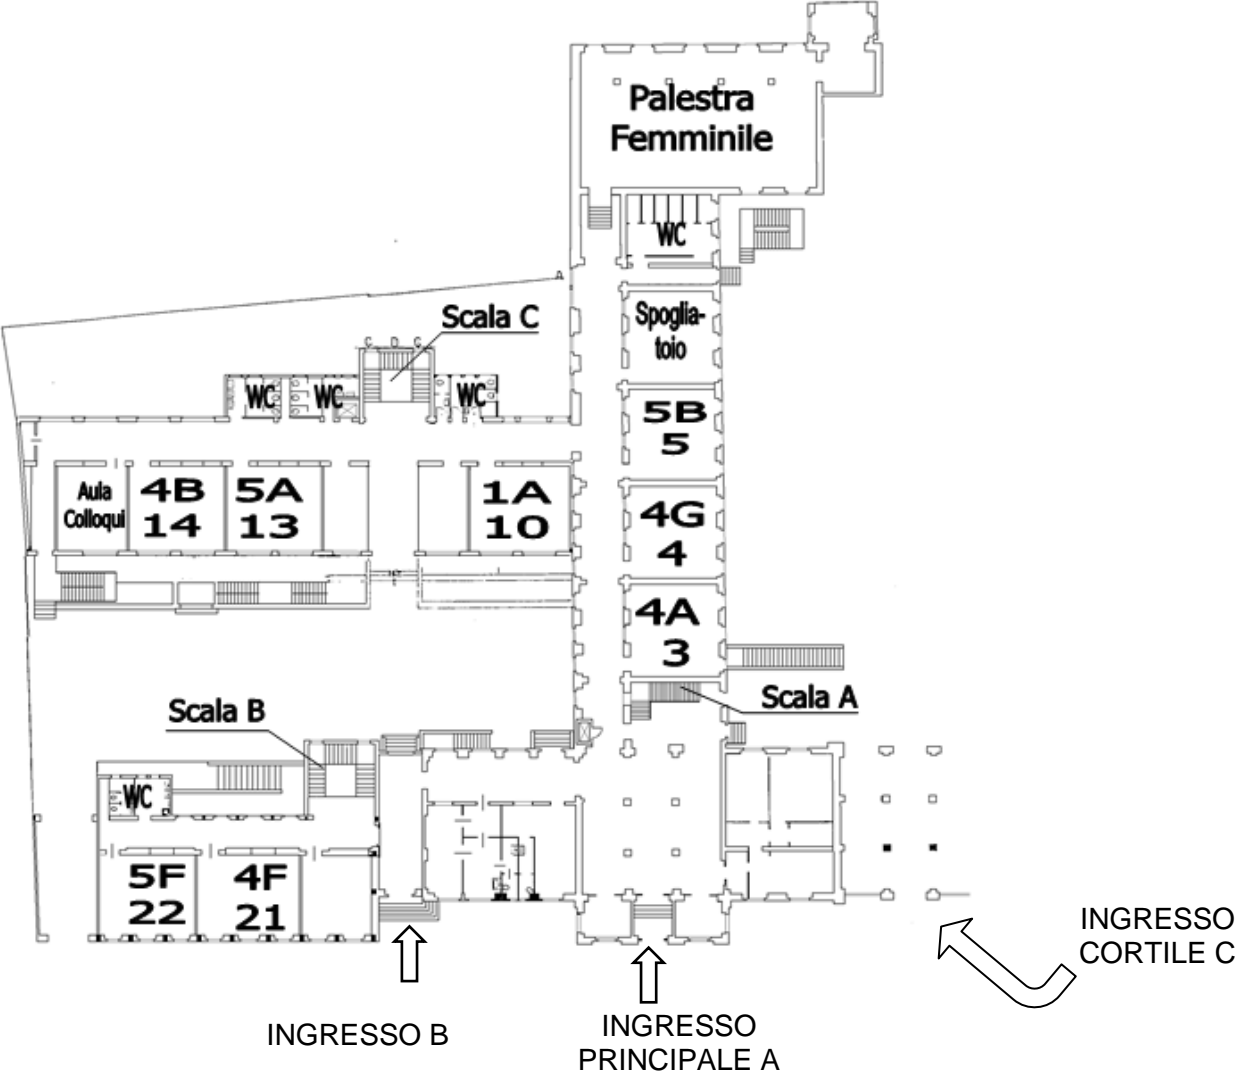 Palestra
Femminile
WC
Spoglia-
toio
Scala C
C D G
WC
WC
WC
5B
5
Aula
Colloqui
4B
14
5A
13
1A
10
4G
4
4A
3
Scala A
Scala B
WC
5F
22
4F
21
INGRESSO
CORTILE C
INGRESSO B
INGRESSO
PRINCIPALE A